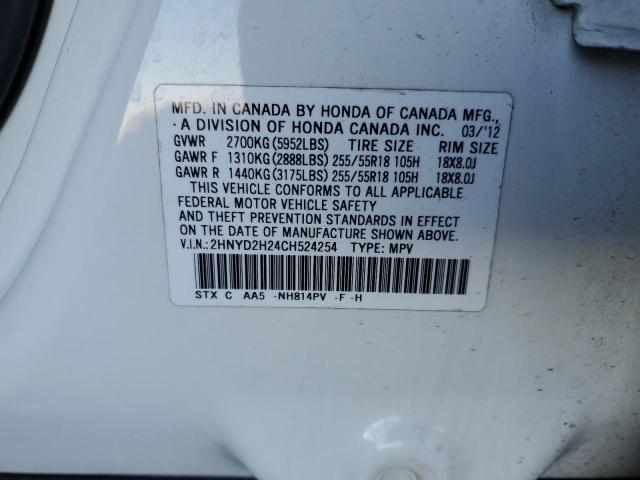 MFD. IN CANADA BY HONDA OF CANADA MFG.,
· A DIVISION OF HONDA CANADA INC. 03/'12
GVWR 2700KG(5952LBS) TIRE SIZE RIM SIZE
GAWR F 1310KG(2888LBS) 255/55R18 105H 18X8.0J
GAWR R 1440KG(3175LBS) 255/55R18 105H 18X8.0J
THIS VEHICLE CONFORMS TO ALL APPLICABLE
FEDERAL MOTOR VEHICLE SAFETY
AND THEFT PREVENTION STANDARDS IN EFFECT
ON THE DATE OF MANUFACTURE SHOWN ABOVE.
V.I.N.:2HNYD2H24CH524254 TYPE: MPV
STX C AA5 -NH814PV -F -H